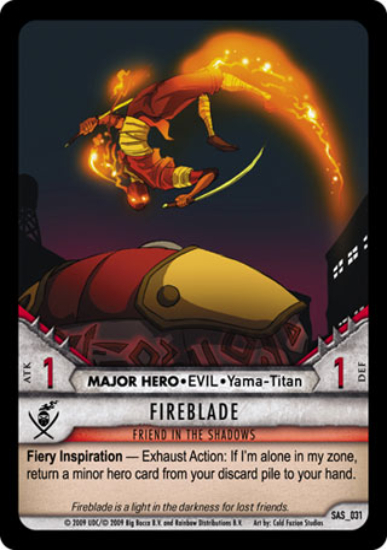 ATK 1
1 DEF
MAJOR HERO•EVIL•Yama-Titan
FIREBLADE
FRIEND IN THE SHADOWS
Fiery Inspiration — Exhaust Action: If I'm alone in my zone,
return a minor hero card from your discard pile to your hand.
SAS_031
Fireblade is a light in the darkness for lost friends.
© 2009 UDC/© 2009 Big Bocca B.V. and Rainbow Distributions B.V. Art by: Cold Fuzion Studios